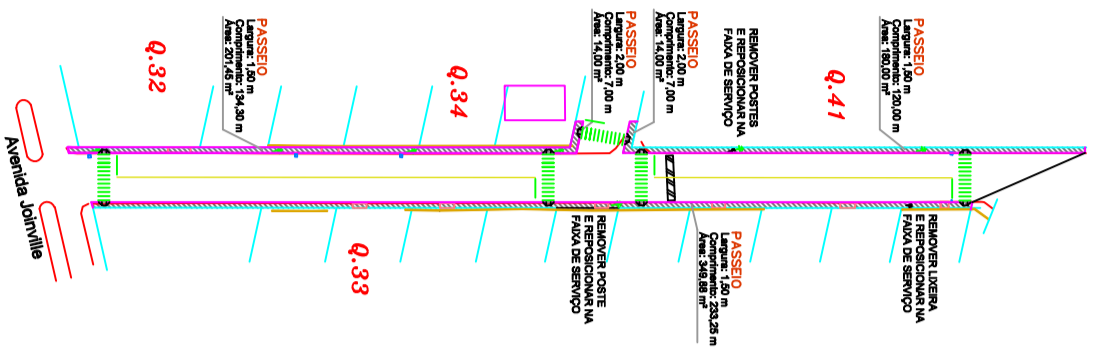 PASSEIO
Largura: 1,50 m
Comprimento: 134,30 m
Área: 201,45 m²
Q.32
Q.34
PASSEIO
Largura: 2,00 m
Comprimento: 7,00 m
Área: 14,00 m²
PASSEIO
Largura: 2,00 m
Comprimento: 7,00 m
Área: 14,00 m²
REMOVER POSTES
E REPOSICIONAR NA
FAIXA DE SERVIÇO
Q.41
PASSEIO
Largura: 1,50 m
Comprimento: 120,00 m
Área: 180,00 m²
Avenida Joinville
Q.33
REMOVER POSTE
E REPOSICIONAR NA
FAIXA DE SERVIÇO
PASSEIO
Largura: 1,50 m
Comprimento: 233,25 m
Área: 349,88 m²
REMOVER LIXEIRA
E REPOSICIONAR NA
FAIXA DE SERVIÇO